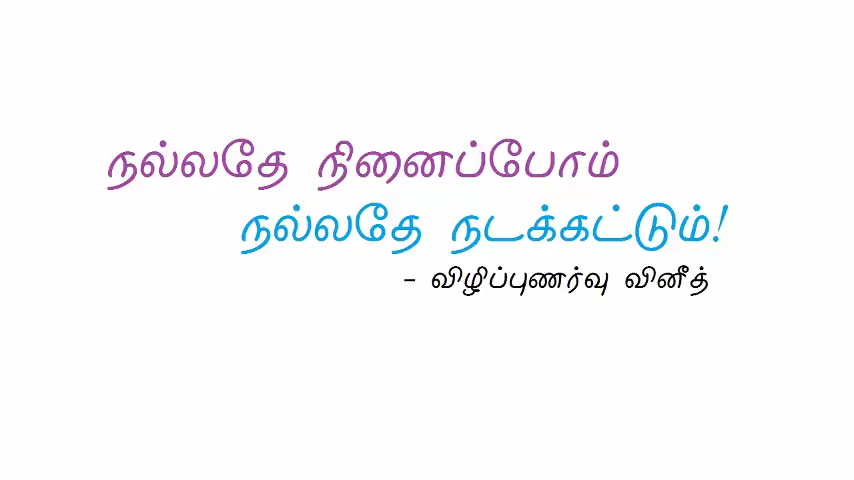 நல்லதே நினைப்போம்
நல்லதே நடக்கட்டும்!
- விழிப்புணர்வு வினீத்